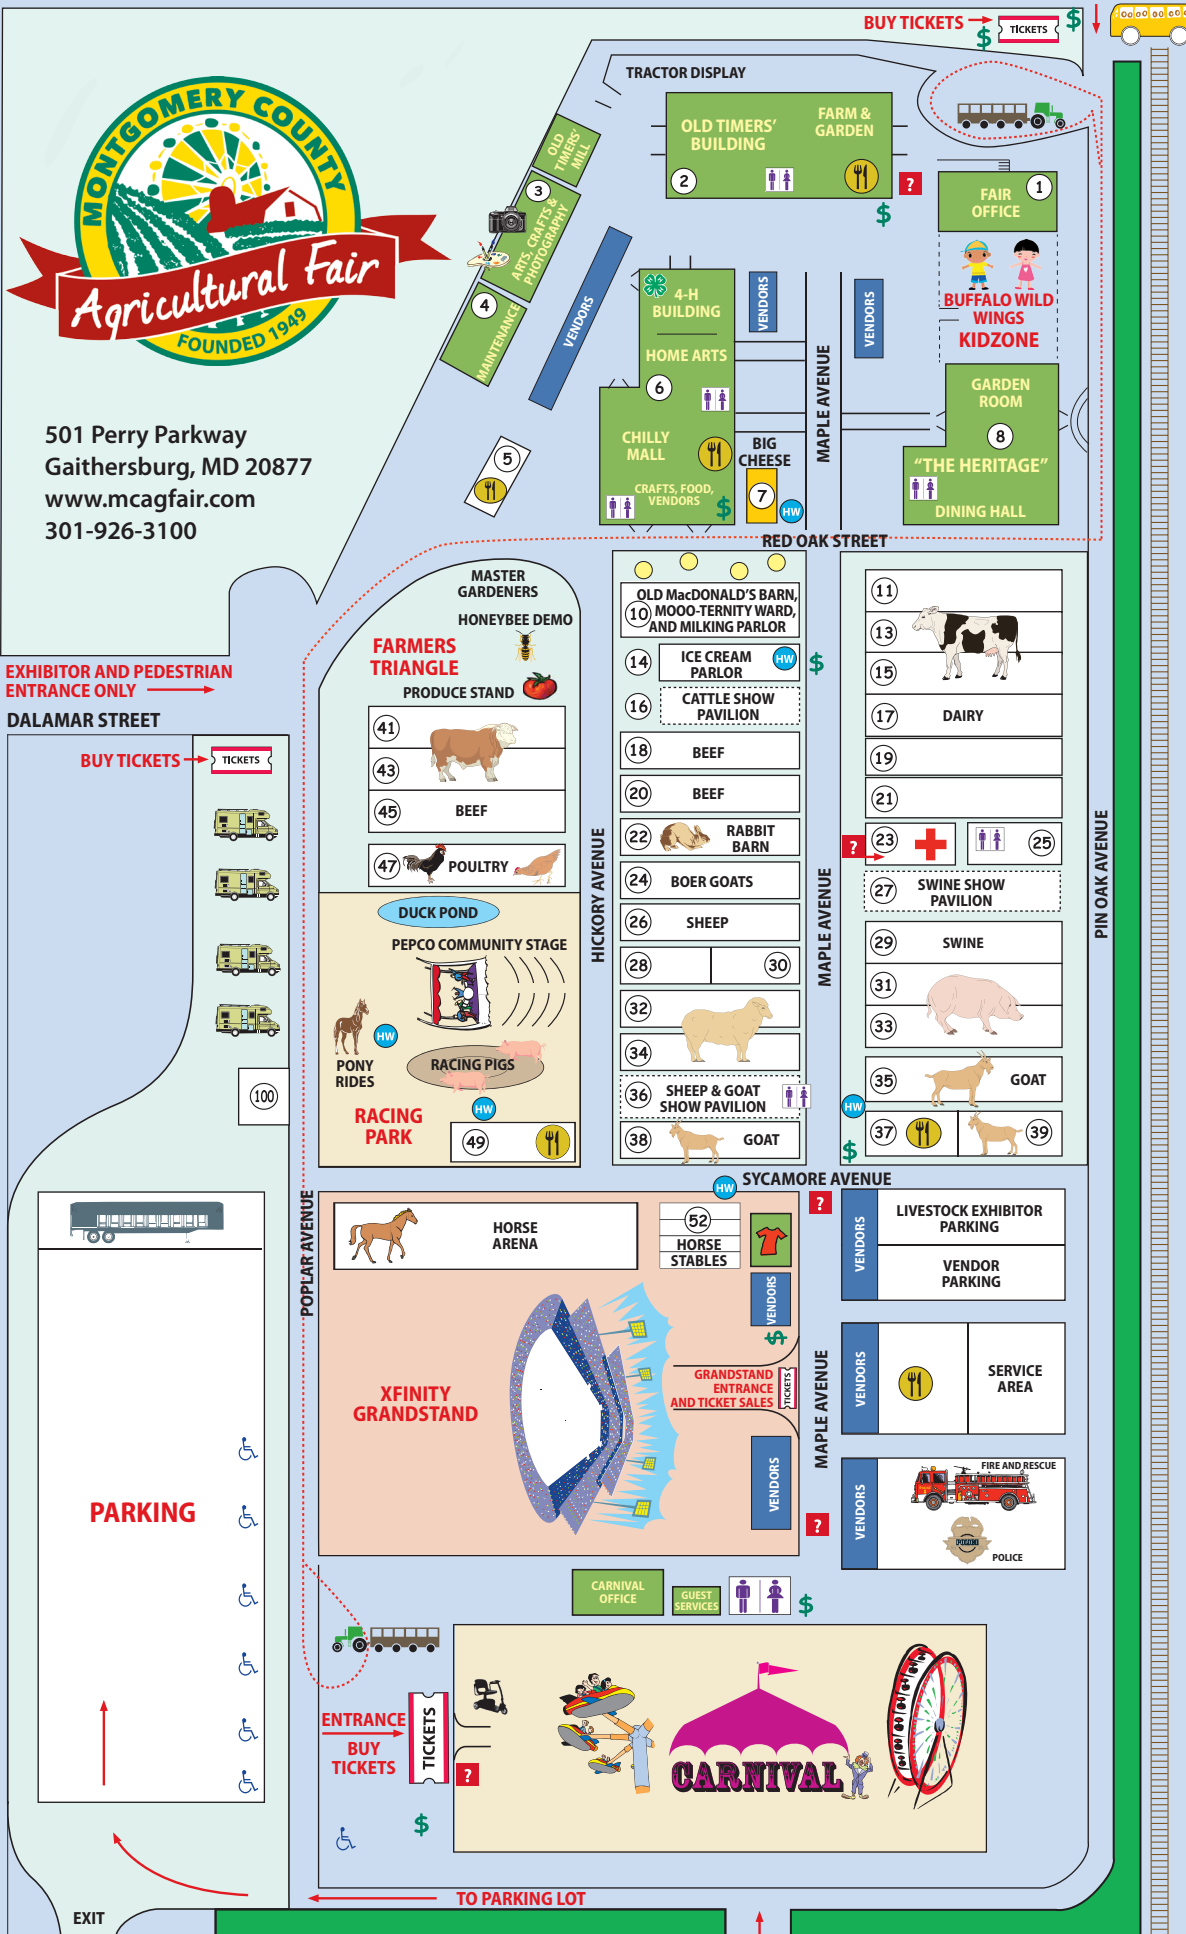 BUY TICKETS
$
TICKETS
$
TRACTOR DISPLAY
MONTGOMERY COUNTY
Agricultural Fair
FOUNDED 1949
501 Perry Parkway
Gaithersburg, MD 20877
www.mcagfair.com
301-926-3100
OLD TIMERS'
BUILDING
FARM &
GARDEN
2
?
$
OLD
TIMERS'
MILL
3
ARTS, CRAFTS &
PHOTOGRAPHY
4
MAINTENANCE
VENDORS
5
1
FAIR
OFFICE
BUFFALO WILD
WINGS
KIDZONE
4-H
BUILDING
HOME ARTS
6
CHILLY
MALL
CRAFTS, FOOD,
VENDORS
$
VENDORS
VENDORS
MAPLE AVENUE
BIG
CHEESE
7
HW
GARDEN
ROOM
8
"THE HERITAGE"
DINING HALL
RED OAK STREET
EXHIBITOR AND PEDESTRIAN
ENTRANCE ONLY
DALAMAR STREET
BUY TICKETS
TICKETS
100
MASTER
GARDENERS
HONEYBEE DEMO
FARMERS
TRIANGLE
PRODUCE STAND
41
43
45
BEEF
47
POULTRY
DUCK POND
PEPCO COMMUNITY STAGE
HW
PONY
RIDES
RACING PIGS
HW
RACING
PARK
49
HICKORY AVENUE
OLD MacDONALD'S BARN,
10
MOOO-TERNITY WARD,
AND MILKING PARLOR
14
ICE CREAM
PARLOR
HW
$
16
CATTLE SHOW
PAVILION
18
BEEF
20
BEEF
22
RABBIT
BARN
24
BOER GOATS
26
SHEEP
28
30
32
34
36
SHEEP & GOAT
SHOW PAVILION
38
GOAT
MAPLE AVENUE
11
13
15
17
DAIRY
19
21
?
23
25
27
SWINE SHOW
PAVILION
29
SWINE
31
33
35
GOAT
HW
37
39
$
PIN OAK AVENUE
HW
SYCAMORE AVENUE
POPLAR AVENUE
HORSE
ARENA
52
HORSE
STABLES
?
VENDORS
$
XFINITY
GRANDSTAND
GRANDSTAND
ENTRANCE
AND TICKET SALES
TICKETS
VENDORS
?
MAPLE AVENUE
VENDORS
LIVESTOCK EXHIBITOR
PARKING
VENDOR
PARKING
VENDORS
SERVICE
AREA
VENDORS
FIRE AND RESCUE
POLICE
POLICE
PARKING
CARNIVAL
OFFICE
GUEST
SERVICES
$
ENTRANCE
BUY
TICKETS
TICKETS
?
$
CARNIVAL
TO PARKING LOT
EXIT